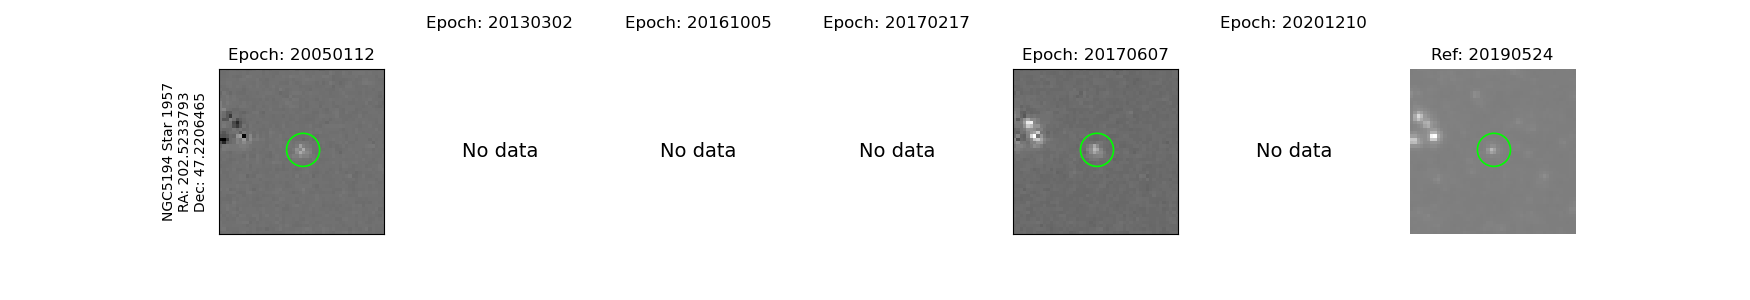 Epoch: 20130302
Epoch: 20161005
Epoch: 20170217
Epoch: 20201210
Epoch: 20050112
Epoch: 20170607
Ref: 20190524
NGC5194 Star 1957
RA: 202.5233793
Dec: 47.2206465
No data
No data
No data
No data